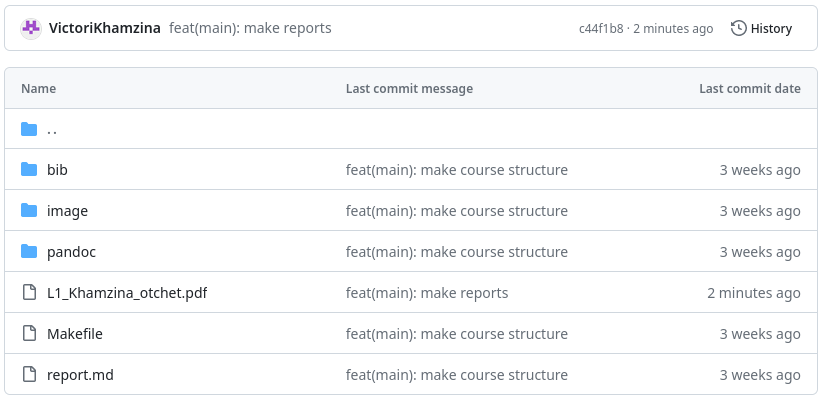 VictoriKhamzina feat(main): make reports c44f1b8 · 2 minutes ago History
Name Last commit message Last commit date
..
bib feat(main): make course structure 3 weeks ago
image feat(main): make course structure 3 weeks ago
pandoc feat(main): make course structure 3 weeks ago
L1_Khamzina_otchet.pdf feat(main): make reports 2 minutes ago
Makefile feat(main): make course structure 3 weeks ago
report.md feat(main): make course structure 3 weeks ago